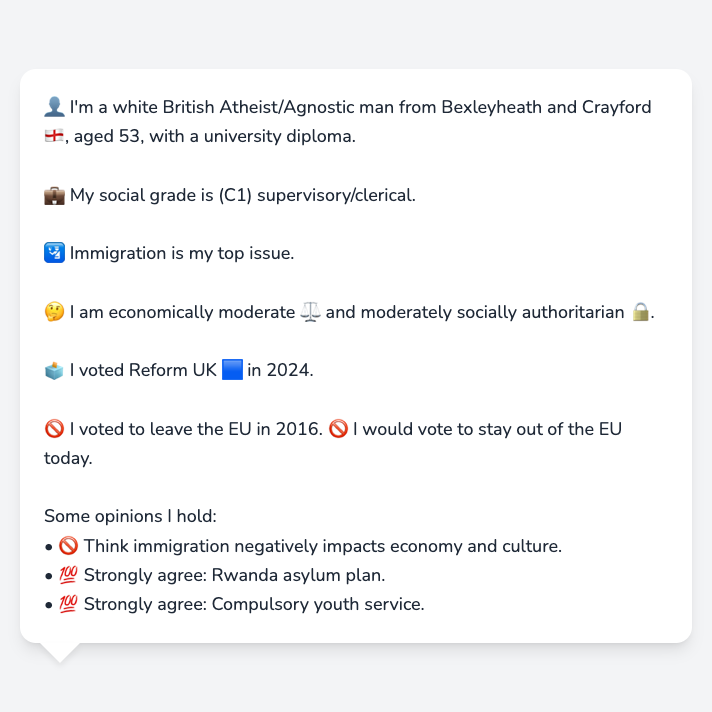 👤 I'm a white British Atheist/Agnostic man from Bexleyheath and Crayford
🏴󠁧󠁢󠁥󠁮󠁧󠁿, aged 53, with a university diploma.
💼 My social grade is (C1) supervisory/clerical.
🛂 Immigration is my top issue.
🤔 I am economically moderate ⚖️ and moderately socially authoritarian 🔒.
🗳️ I voted Reform UK 🟦 in 2024.
🚫 I voted to leave the EU in 2016. 🚫 I would vote to stay out of the EU
today.
Some opinions I hold:
• 🚫 Think immigration negatively impacts economy and culture.
• 💯 Strongly agree: Rwanda asylum plan.
• 💯 Strongly agree: Compulsory youth service.